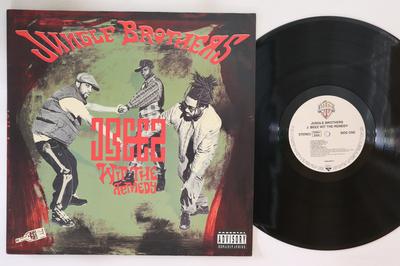 JUNGLE BROTHERS
J BEEZ
WIT THE
REMEDY
PARENTAL
ADVISORY
EXPLICIT LYRICS
JUNGLE BROTHERS
J BEEZ WIT THE REMEDY
STEREO
SIDE ONE